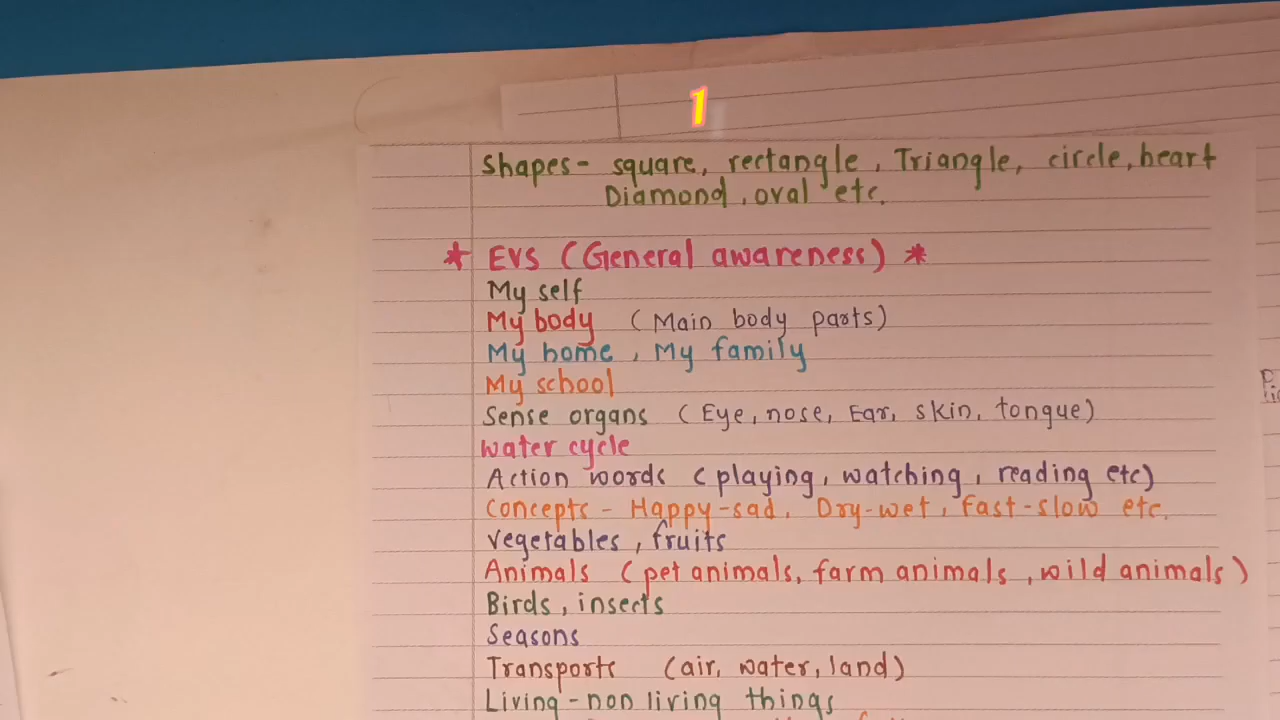 1
Shapes- square, rectangle, Triangle, circle, heart
Diamond, oval etc.
* EVS (General awareness) *
My self
My body (Main body parts)
My home, My family
My school
Sense organs (Eye, nose, Ear, skin, tongue)
water cycle
Action words (playing, watching, reading etc)
Concepts - Happy-sad, Dry-wet, fast-slow etc.
vegetables, fruits
Animals (pet animals, farm animals, wild animals)
Birds, insects
Seasons
Transports (air, water, land)
Living-non living things